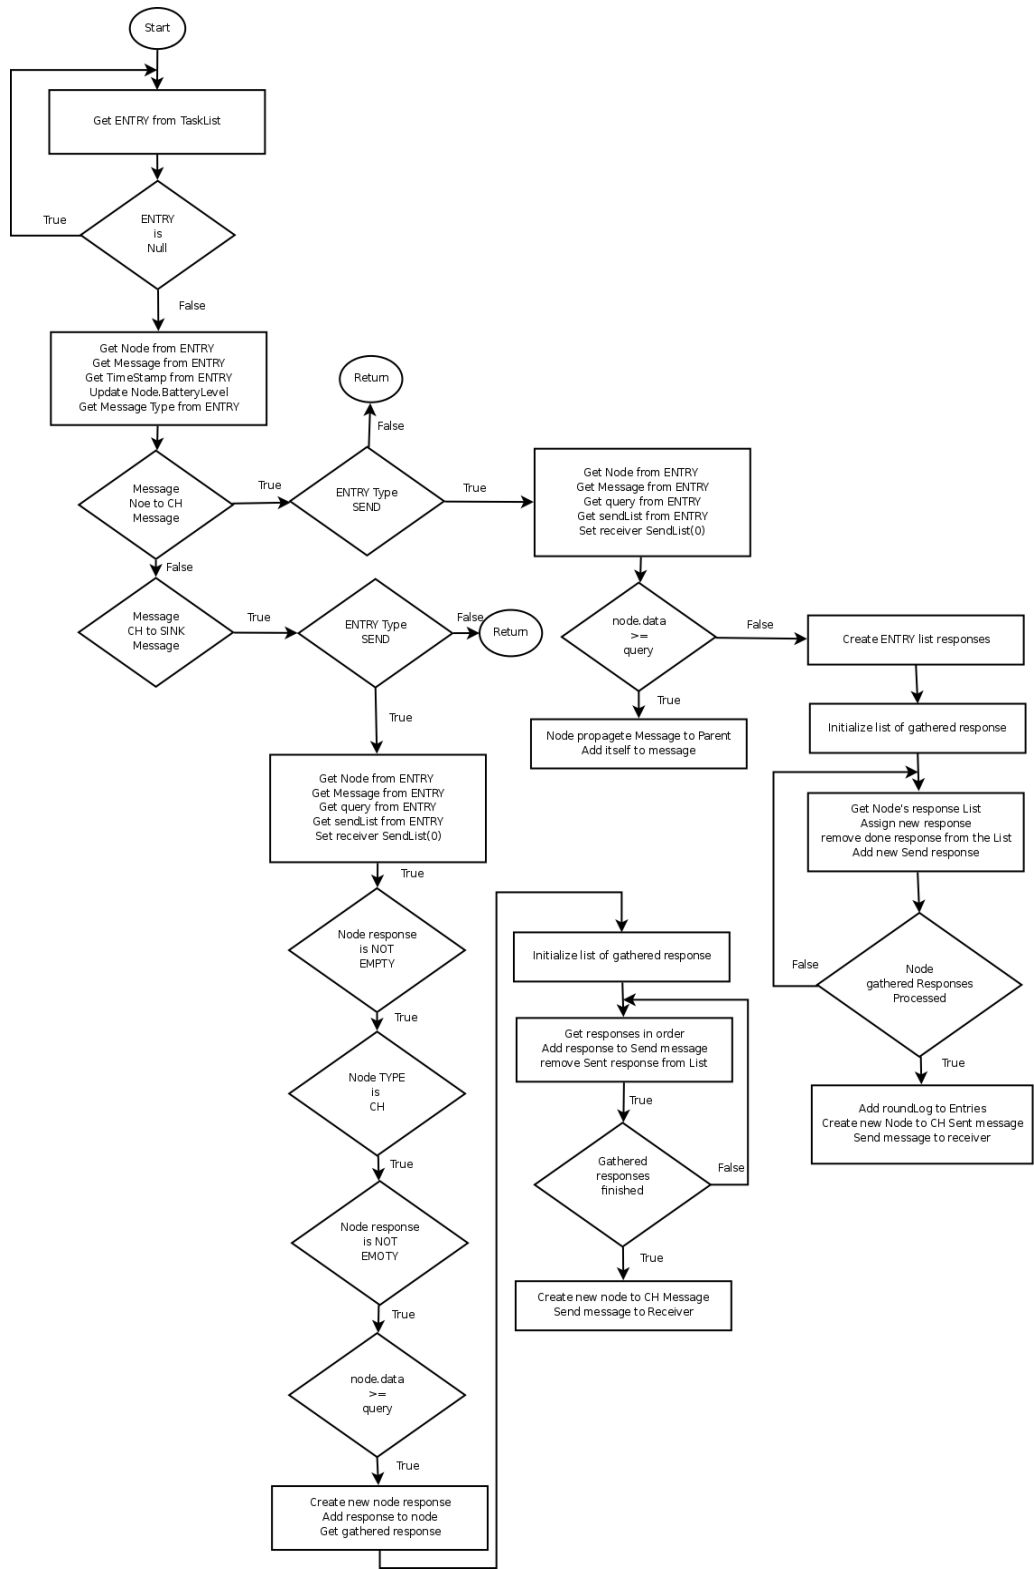 Start
Get ENTRY from TaskList
True
ENTRY
is
Null
False
Get Node from ENTRY
Get Message from ENTRY
Get TimeStamp from ENTRY
Update Node.BatteryLevel
Get Message Type from ENTRY
Return
False
Message
Noe to CH
Message
True
ENTRY Type
SEND
True
Get Node from ENTRY
Get Message from ENTRY
Get query from ENTRY
Get sendList from ENTRY
Set receiver SendList(0)
False
Message
CH to SINK
Message
True
ENTRY Type
SEND
False
Return
node.data
>=
query
False
Create ENTRY list responses
True
True
Node propagete Message to Parent
Add itself to message
Initialize list of gathered response
Get Node from ENTRY
Get Message from ENTRY
Get query from ENTRY
Get sendList from ENTRY
Set receiver SendList(0)
Get Node's response List
Assign new response
remove done response from the List
Add new Send response
True
Node response
is NOT
EMPTY
Initialize list of gathered response
False
Node
gathered Responses
Processed
True
Get responses in order
Add response to Send message
remove Sent response from List
True
Node TYPE
is
CH
True
Add roundLog to Entries
Create new Node to CH Sent message
Send message to receiver
True
Gathered
responses
finished
False
Node response
is NOT
EMOTY
True
Create new node to CH Message
Send message to Receiver
True
node.data
>=
query
True
Create new node response
Add response to node
Get gathered response